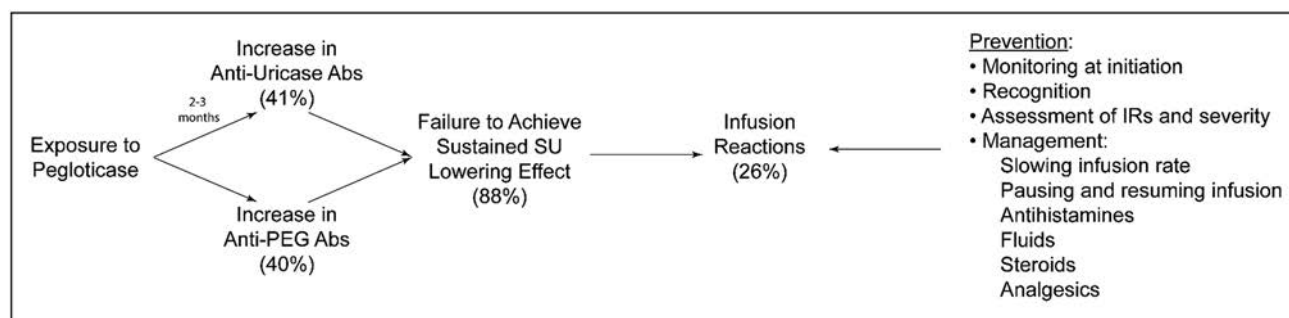 Exposure to
Pegloticase
2-3
months
Increase in
Anti-Uricase Abs
(41%)
Increase in
Anti-PEG Abs
(40%)
Failure to Achieve
Sustained SU
Lowering Effect
(88%)
Infusion
Reactions
(26%)
Prevention:
• Monitoring at initiation
• Recognition
• Assessment of IRs and severity
• Management:
Slowing infusion rate
Pausing and resuming infusion
Antihistamines
Fluids
Steroids
Analgesics